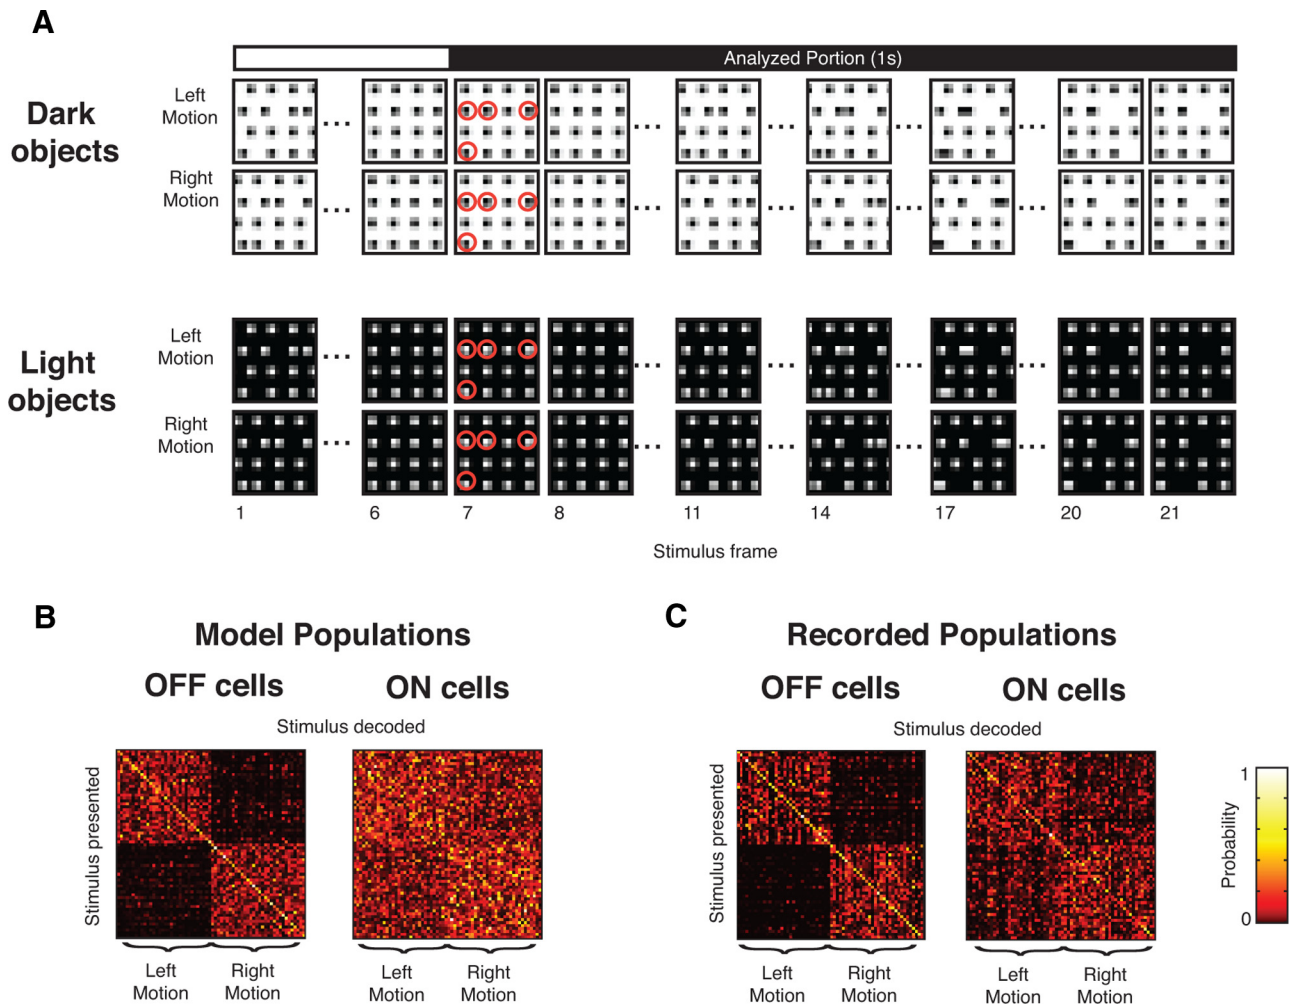 A
Analyzed Portion (1s)
Dark
objects
Left
Motion
Right
Motion
Light
objects
Left
Motion
Right
Motion
1 ... 6 7 8 ... 11 ... 14 ... 17 ... 20 21
Stimulus frame
B
Model Populations
OFF cells ON cells
Stimulus decoded
Stimulus presented
Left
Motion
Right
Motion
Left
Motion
Right
Motion
C
Recorded Populations
OFF cells ON cells
Stimulus decoded
Stimulus presented
Left
Motion
Right
Motion
Left
Motion
Right
Motion
1
Probability
0